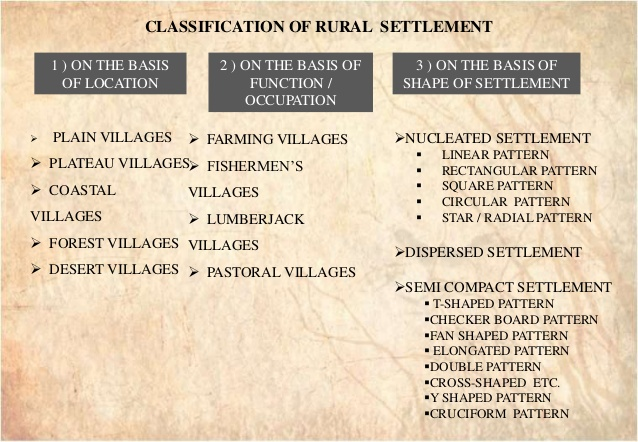 CLASSIFICATION OF RURAL SETTLEMENT
1 ) ON THE BASIS
OF LOCATION
➢ PLAIN VILLAGES
➢ PLATEAU VILLAGES
➢ COASTAL
VILLAGES
➢ FOREST VILLAGES
➢ DESERT VILLAGES
2 ) ON THE BASIS OF
FUNCTION /
OCCUPATION
➢ FARMING VILLAGES
➢ FISHERMEN’S
VILLAGES
➢ LUMBERJACK
VILLAGES
➢ PASTORAL VILLAGES
3 ) ON THE BASIS OF
SHAPE OF SETTLEMENT
➢NUCLEATED SETTLEMENT
▪ LINEAR PATTERN
▪ RECTANGULAR PATTERN
▪ SQUARE PATTERN
▪ CIRCULAR PATTERN
▪ STAR / RADIAL PATTERN
➢DISPERSED SETTLEMENT
➢SEMI COMPACT SETTLEMENT
▪T-SHAPED PATTERN
▪CHECKER BOARD PATTERN
▪FAN SHAPED PATTERN
▪ ELONGATED PATTERN
▪DOUBLE PATTERN
▪CROSS-SHAPED ETC.
▪Y SHAPED PATTERN
▪CRUCIFORM PATTERN